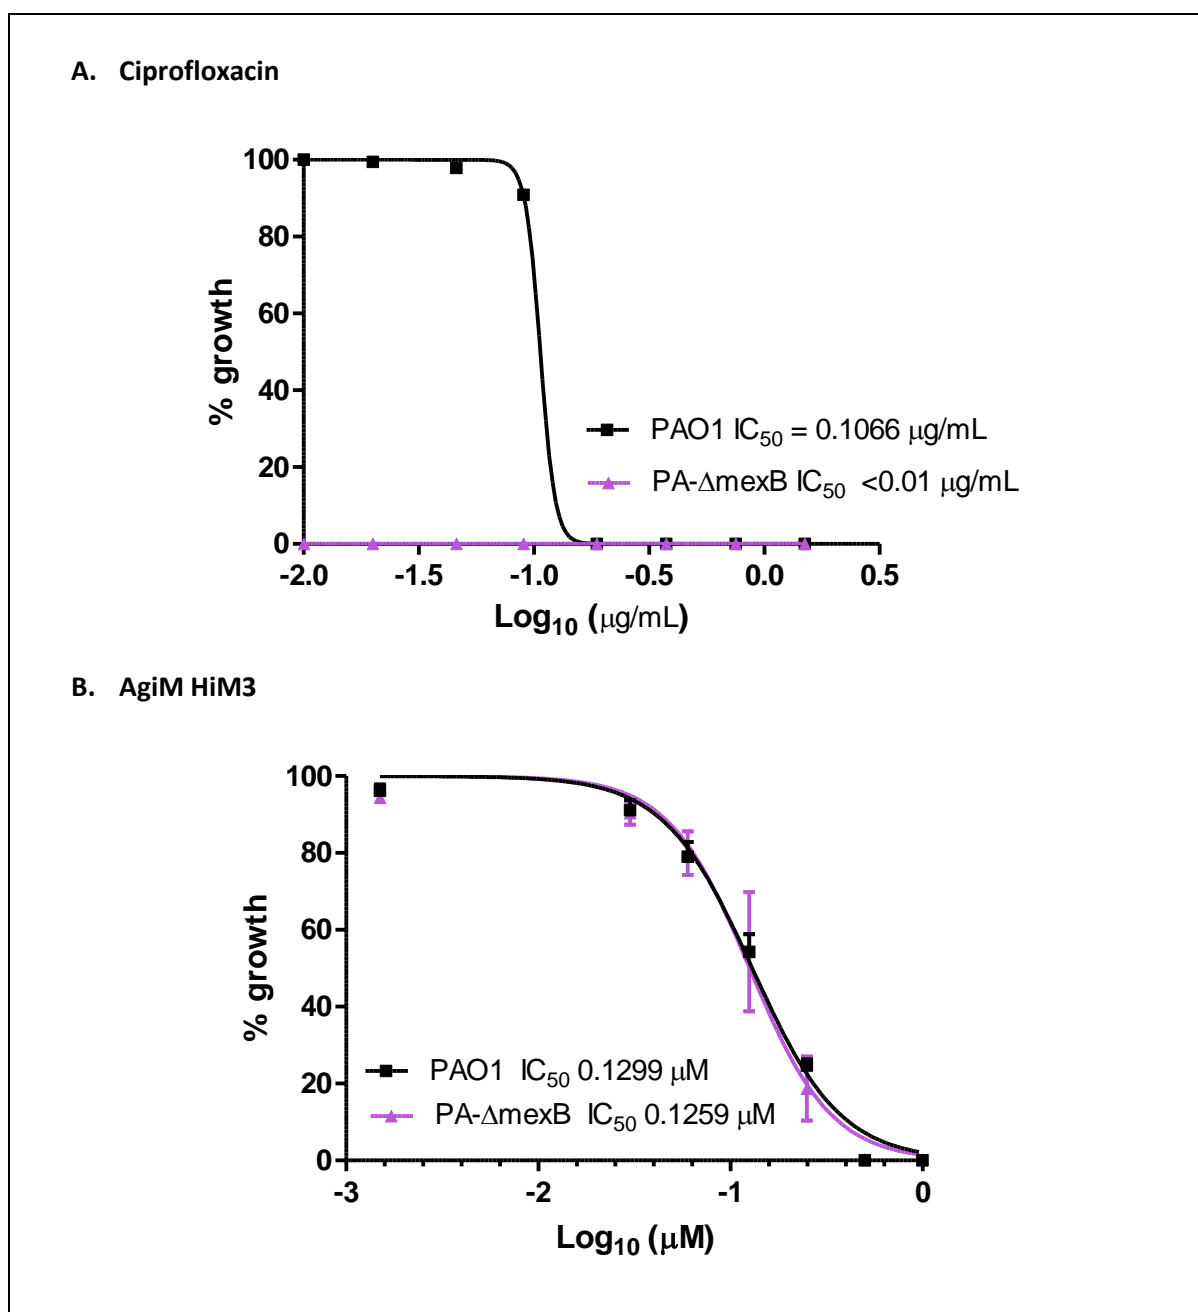 A. Ciprofloxacin
100
80
60
40
20
0
% growth
PAO1 IC50 = 0.1066 μg/mL
PA-ΔmexB IC50 <0.01 μg/mL
-2.0 -1.5 -1.0 -0.5 0.0 0.5
Log10 (μg/mL)
B. AgiM HiM3
100
80
60
40
20
0
% growth
PAO1 IC50 0.1299 μM
PA-ΔmexB IC50 0.1259 μM
-3 -2 -1 0
Log10 (μM)